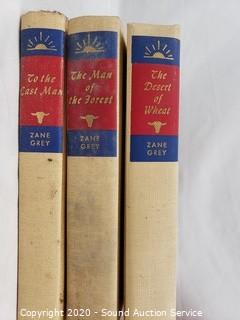 To the
Last Man
ZANE
GREY
The Man
of
the Forest
ZANE
GREY
The Desert
of
Wheat
ZANE
GREY
Copyright 2020 - Sound Auction Service